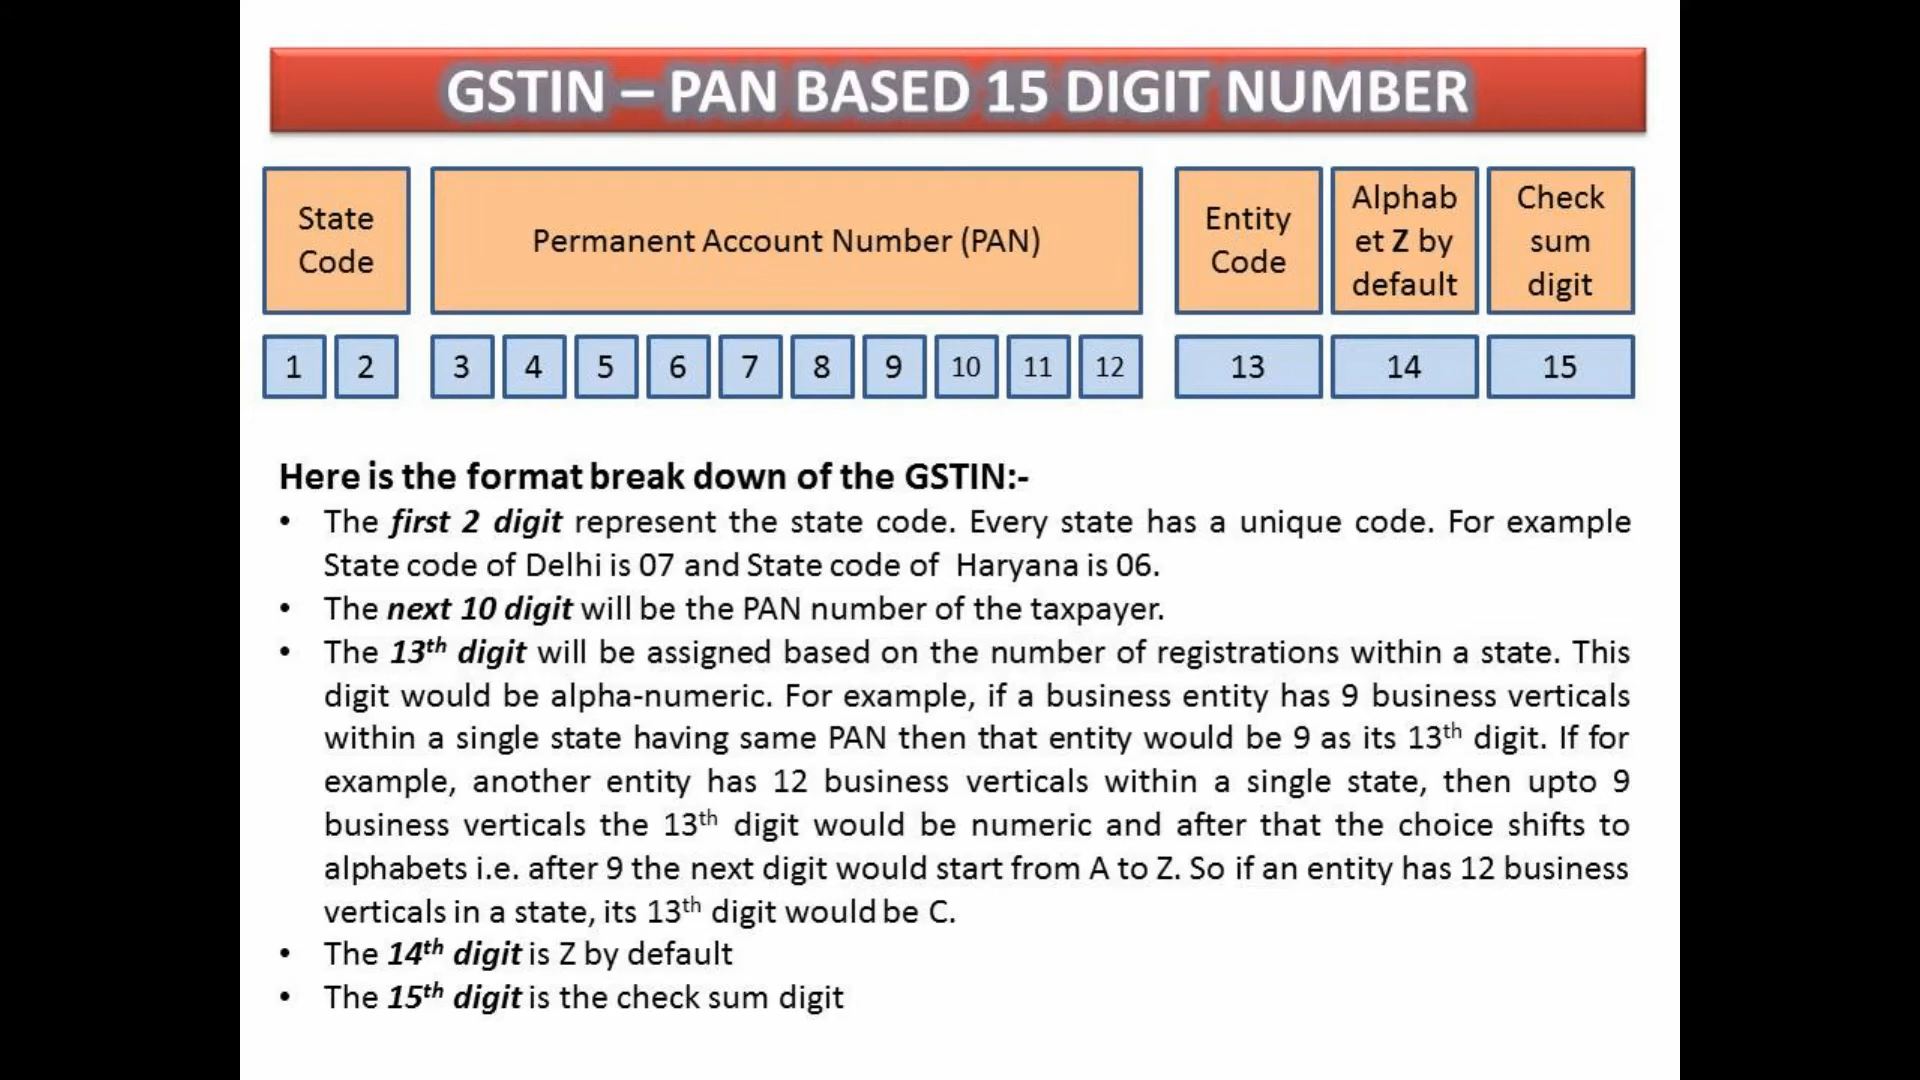 GSTIN – PAN BASED 15 DIGIT NUMBER
State
Code
Permanent Account Number (PAN)
Entity
Code
Alphab
et Z by
default
Check
sum
digit
1 2 3 4 5 6 7 8 9 10 11 12 13 14 15
Here is the format break down of the GSTIN:-
• The first 2 digit represent the state code. Every state has a unique code. For example
State code of Delhi is 07 and State code of Haryana is 06.
• The next 10 digit will be the PAN number of the taxpayer.
• The 13th digit will be assigned based on the number of registrations within a state. This
digit would be alpha-numeric. For example, if a business entity has 9 business verticals
within a single state having same PAN then that entity would be 9 as its 13th digit. If for
example, another entity has 12 business verticals within a single state, then upto 9
business verticals the 13th digit would be numeric and after that the choice shifts to
alphabets i.e. after 9 the next digit would start from A to Z. So if an entity has 12 business
verticals in a state, its 13th digit would be C.
• The 14th digit is Z by default
• The 15th digit is the check sum digit